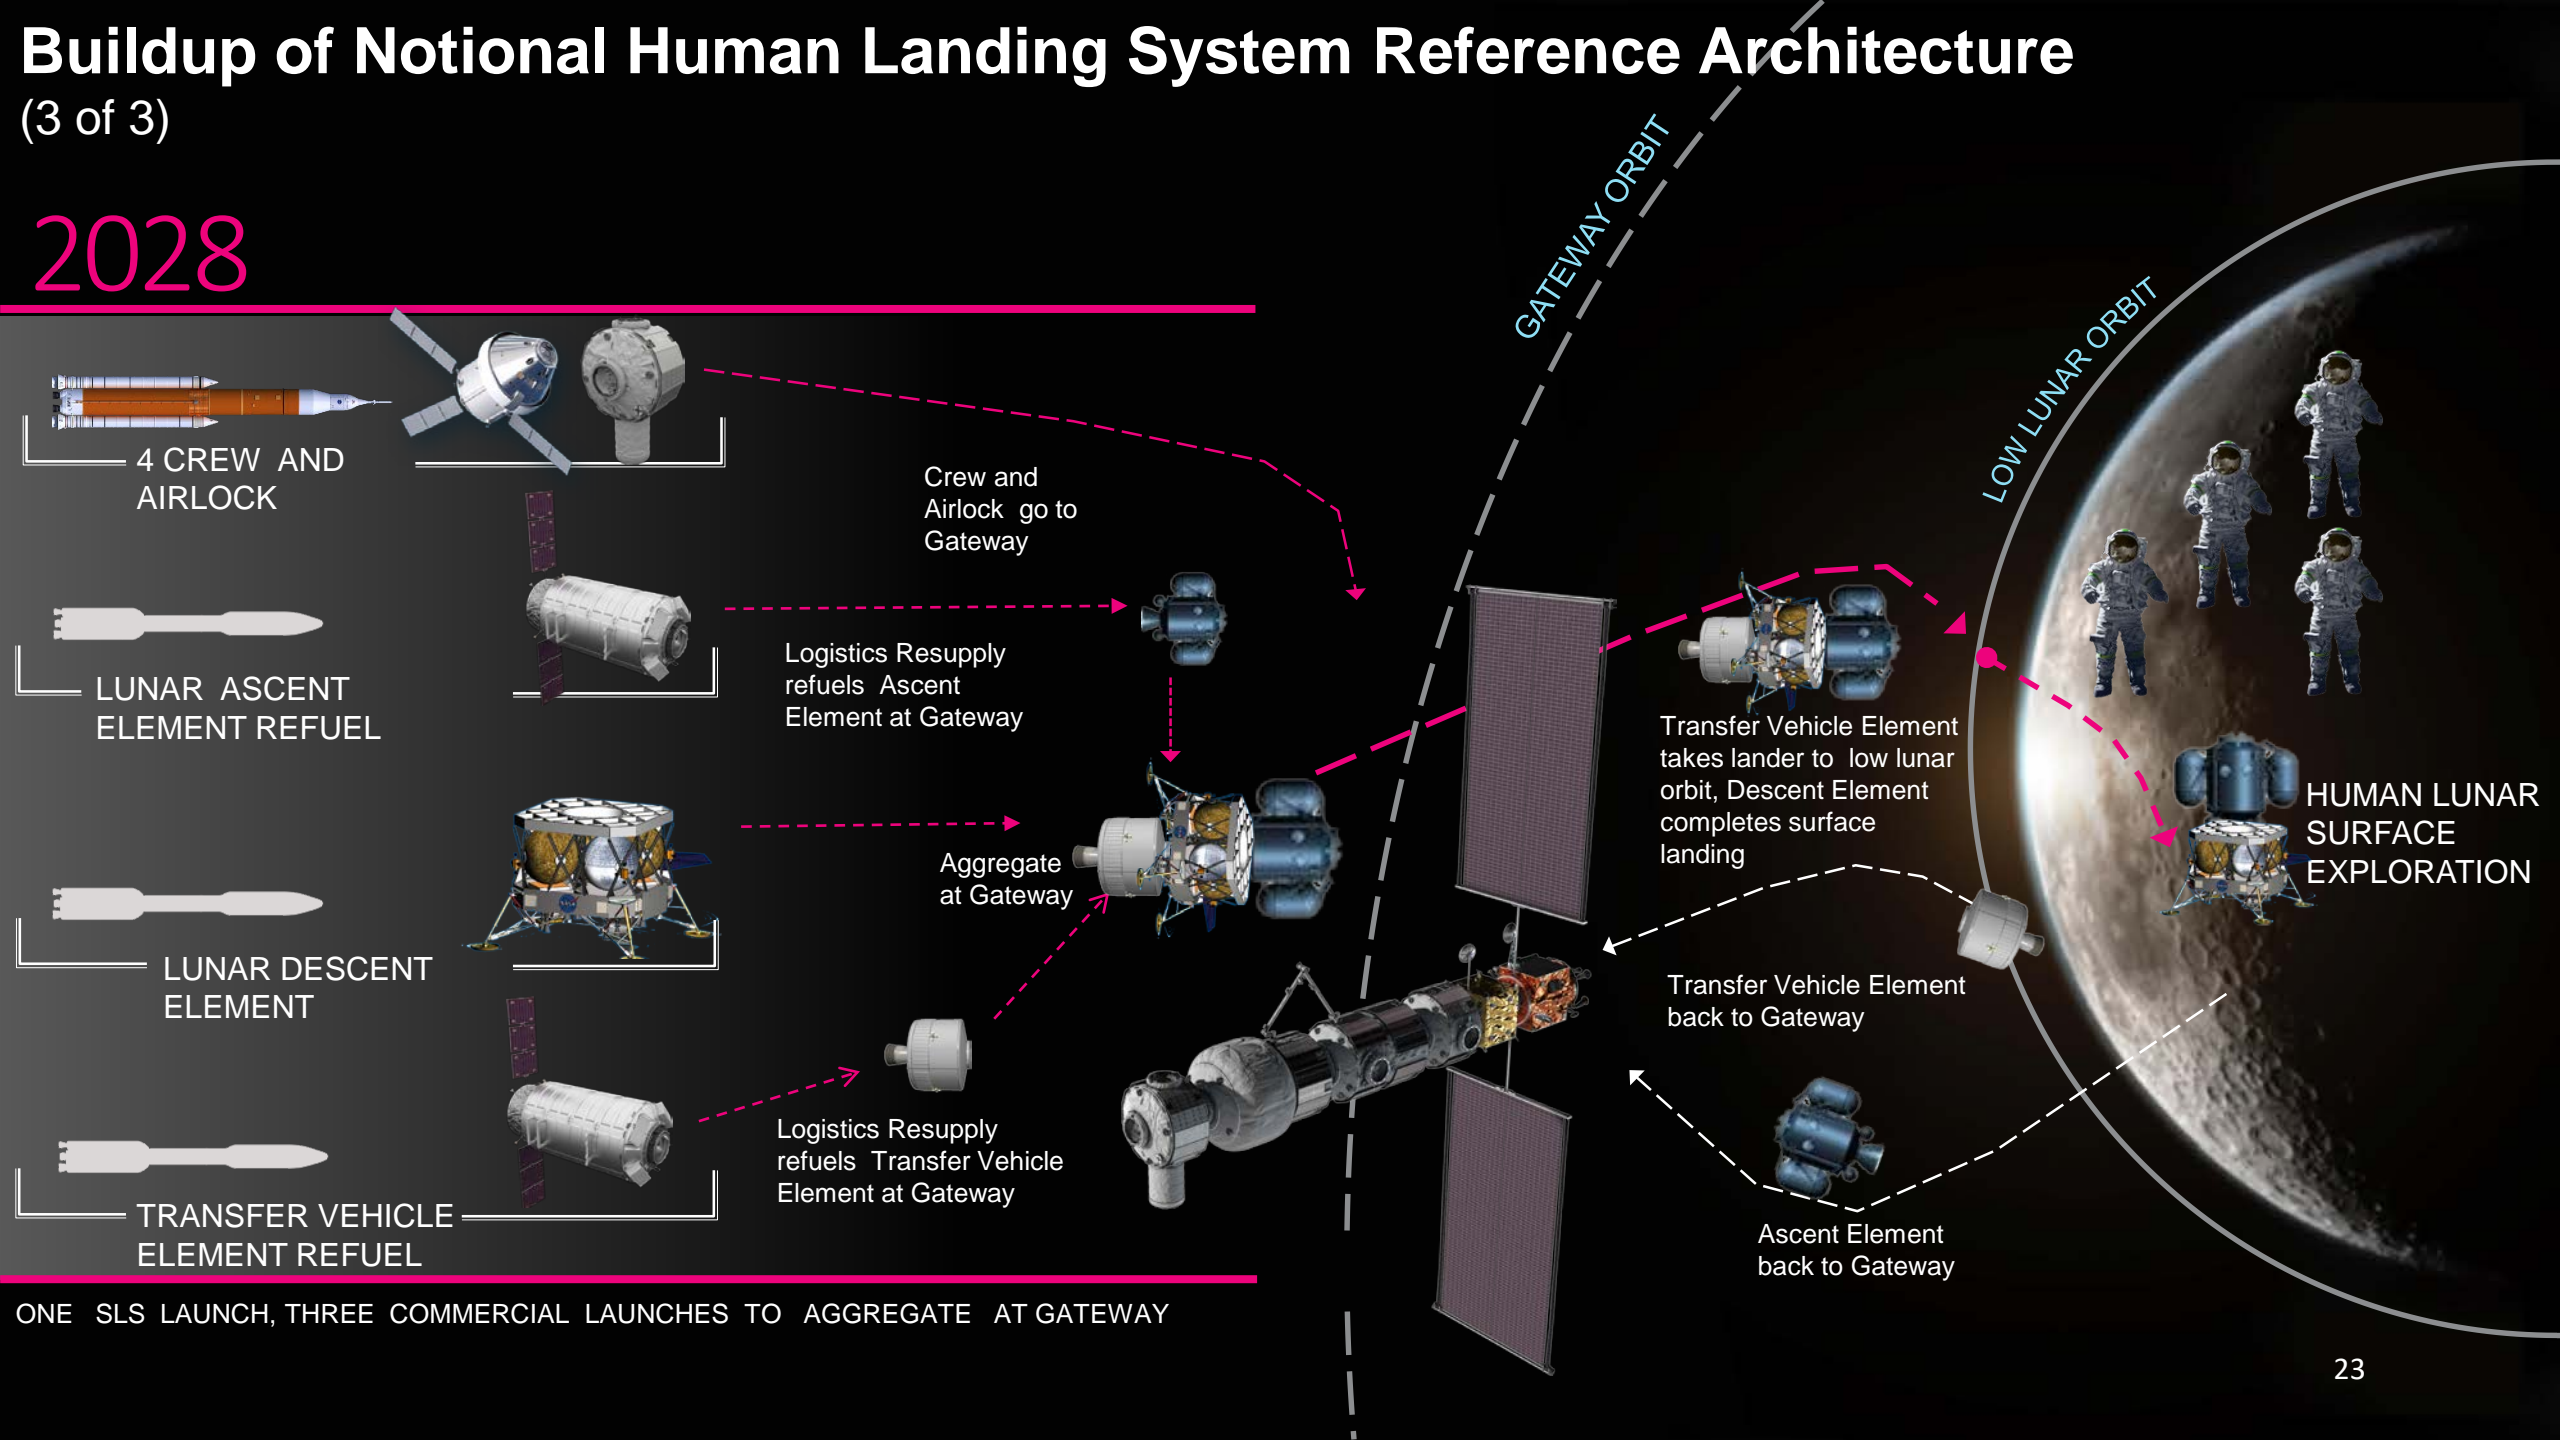 Buildup of Notional Human Landing System Reference Architecture
(3 of 3)
2028
4 CREW AND
AIRLOCK
LUNAR ASCENT
ELEMENT REFUEL
LUNAR DESCENT
ELEMENT
TRANSFER VEHICLE
ELEMENT REFUEL
ONE SLS LAUNCH, THREE COMMERCIAL LAUNCHES TO AGGREGATE AT GATEWAY
Crew and
Airlock go to
Gateway
Logistics Resupply
refuels Ascent
Element at Gateway
Aggregate
at Gateway
Logistics Resupply
refuels Transfer Vehicle
Element at Gateway
GATEWAY ORBIT
LOW LUNAR ORBIT
Transfer Vehicle Element
takes lander to low lunar
orbit, Descent Element
completes surface
landing
Transfer Vehicle Element
back to Gateway
Ascent Element
back to Gateway
HUMAN LUNAR
SURFACE
EXPLORATION
23